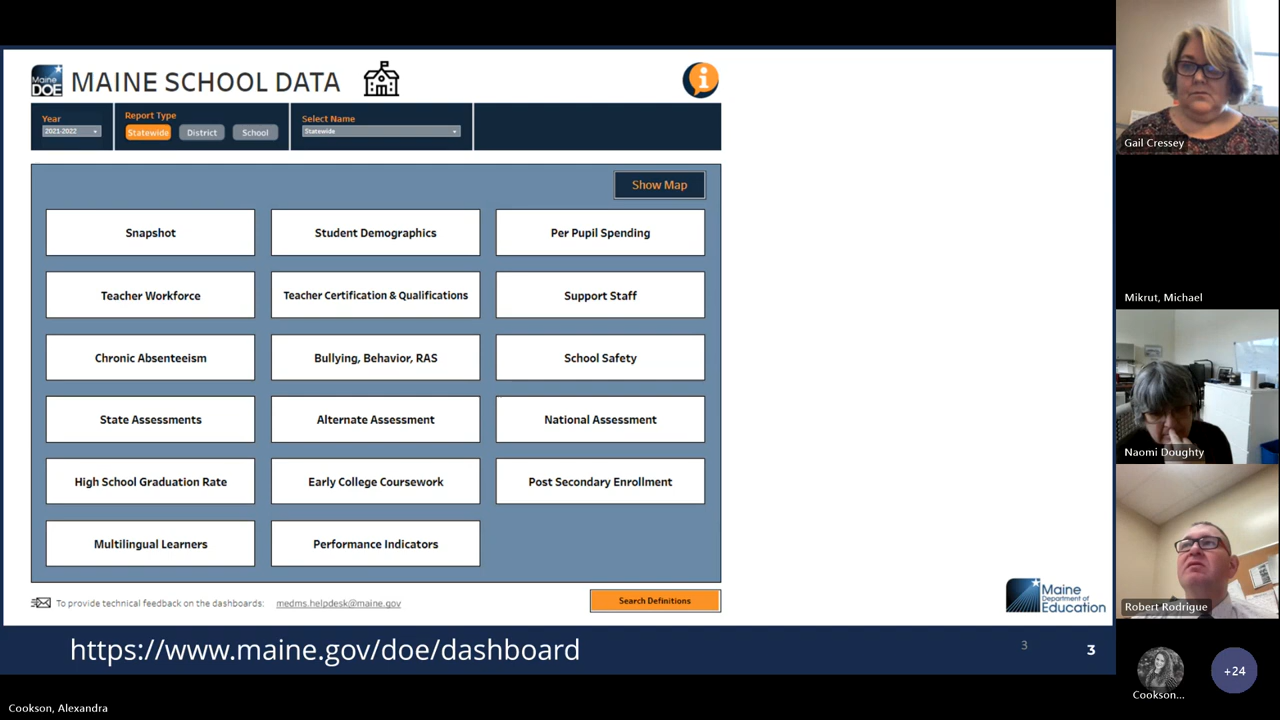 Maine
DOE
MAINE SCHOOL DATA
i
Year
2021-2022
Report Type
Statewide
District
School
Select Name
Statewide
Show Map
Snapshot
Student Demographics
Per Pupil Spending
Teacher Workforce
Teacher Certification & Qualifications
Support Staff
Chronic Absenteeism
Bullying, Behavior, RAS
School Safety
State Assessments
Alternate Assessment
National Assessment
High School Graduation Rate
Early College Coursework
Post Secondary Enrollment
Multilingual Learners
Performance Indicators
To provide technical feedback on the dashboards: medms.helpdesk@maine.gov
Search Definitions
Maine
Department of
Education
https://www.maine.gov/doe/dashboard
3
3
Cookson, Alexandra
Gail Cressey
Mikrut, Michael
Naomi Doughty
Robert Rodrigue
Cookson...
+24